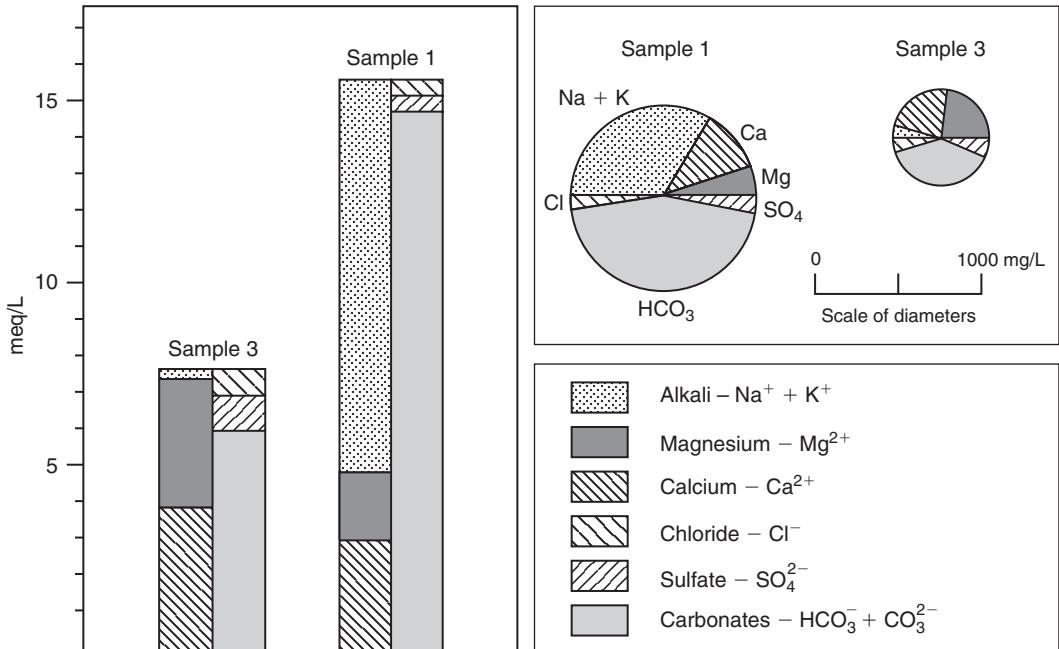 meq/L
15
10
5
Sample 3
Sample 1
Sample 1
Na + K
Ca
Mg
SO₄
Cl
HCO₃
Sample 3
0 1000 mg/L
Scale of diameters
Alkali – Na⁺ + K⁺
Magnesium – Mg²⁺
Calcium – Ca²⁺
Chloride – Cl⁻
Sulfate – SO₄²⁻
Carbonates – HCO₃⁻ + CO₃²⁻